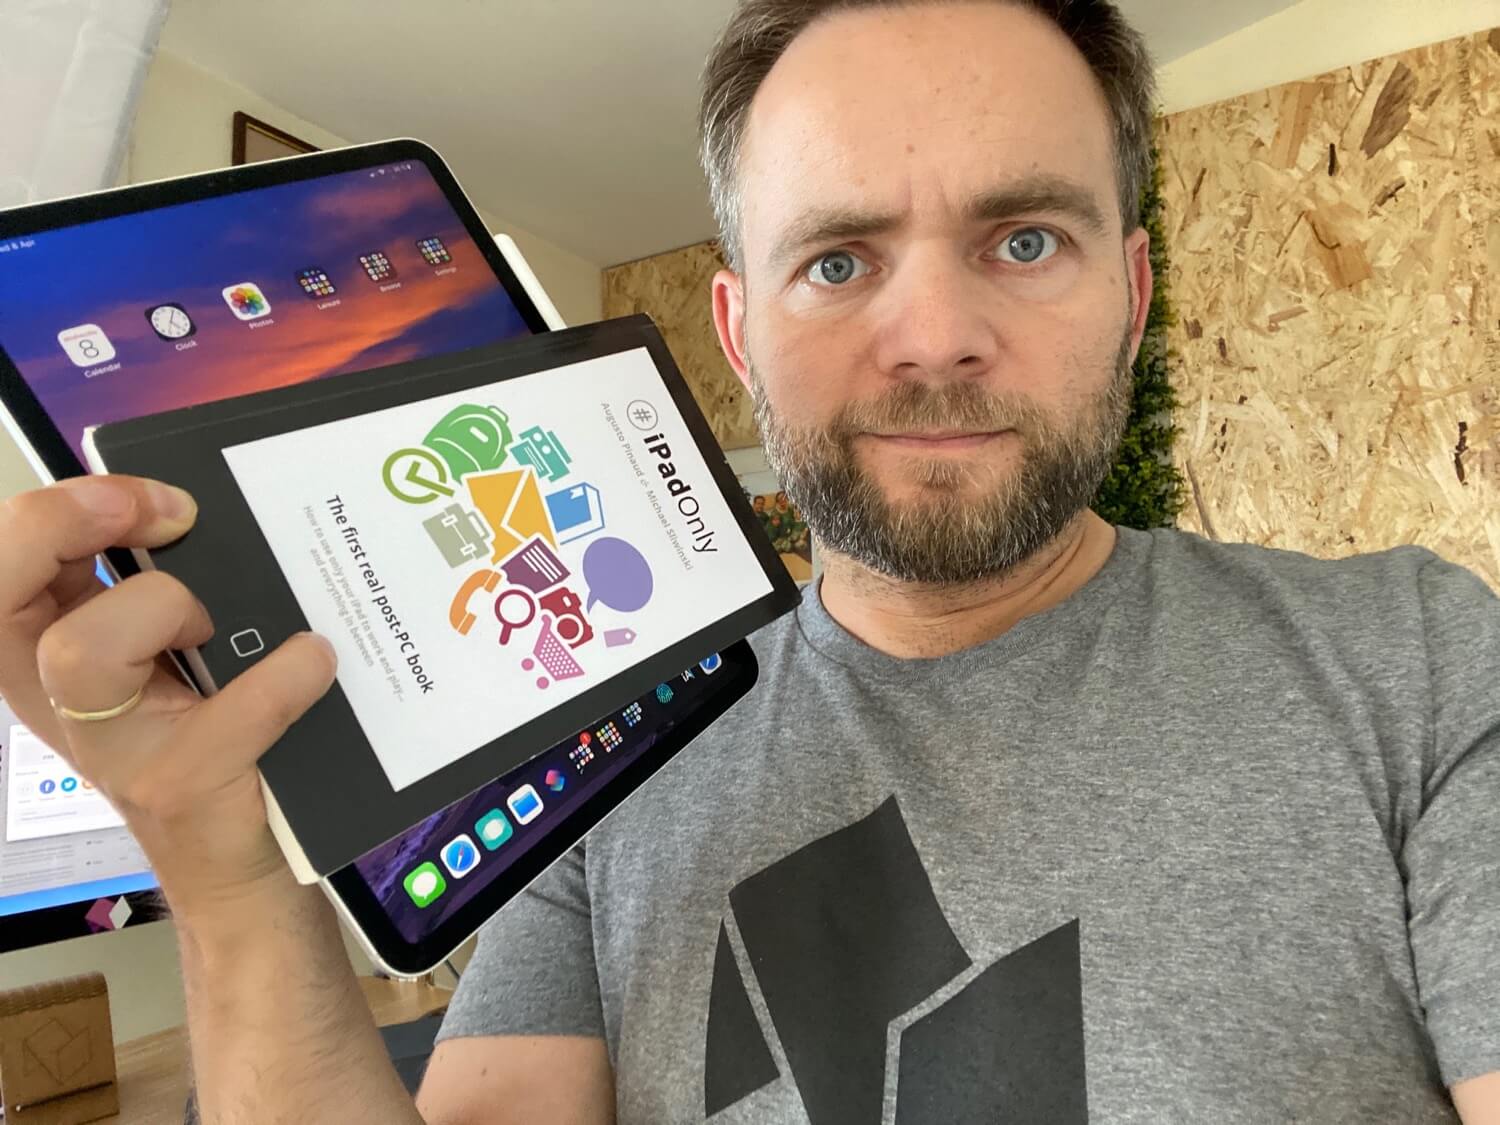 ed 8 Apr
Calendar
Clock
Photos
Leisure
Browse
Settings
8
#iPadOnly
Augusto Pinaud & Michael Sliwinski
The first real post-PC book
How to use only your iPad to work and play...
and everything in between